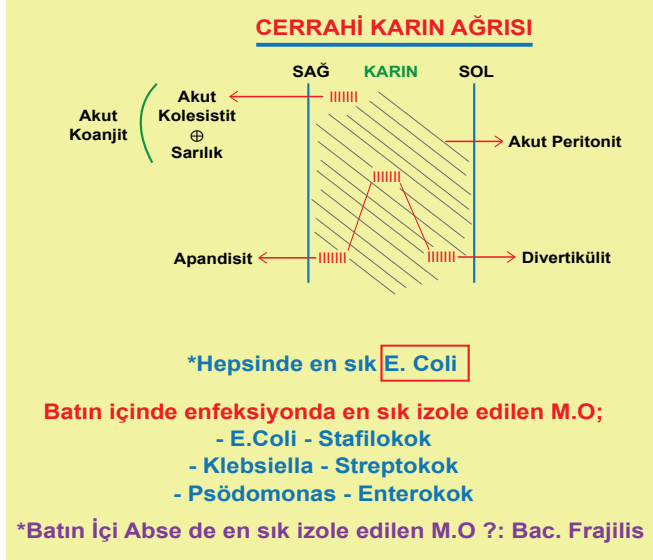 CERRAHİ KARIN AĞRISI
SAĞ KARIN SOL
Akut Koanjit
Akut
Kolesistit
⊕
Sarılık
Akut Peritonit
Apandisit
Divertikülit
*Hepsinde en sık E. Coli
Batın içinde enfeksiyonda en sık izole edilen M.O;
- E.Coli - Stafilokok
- Klebsiella - Streptokok
- Psödomonas - Enterokok
*Batın İçi Abse de en sık izole edilen M.O ?: Bac. Frajilis